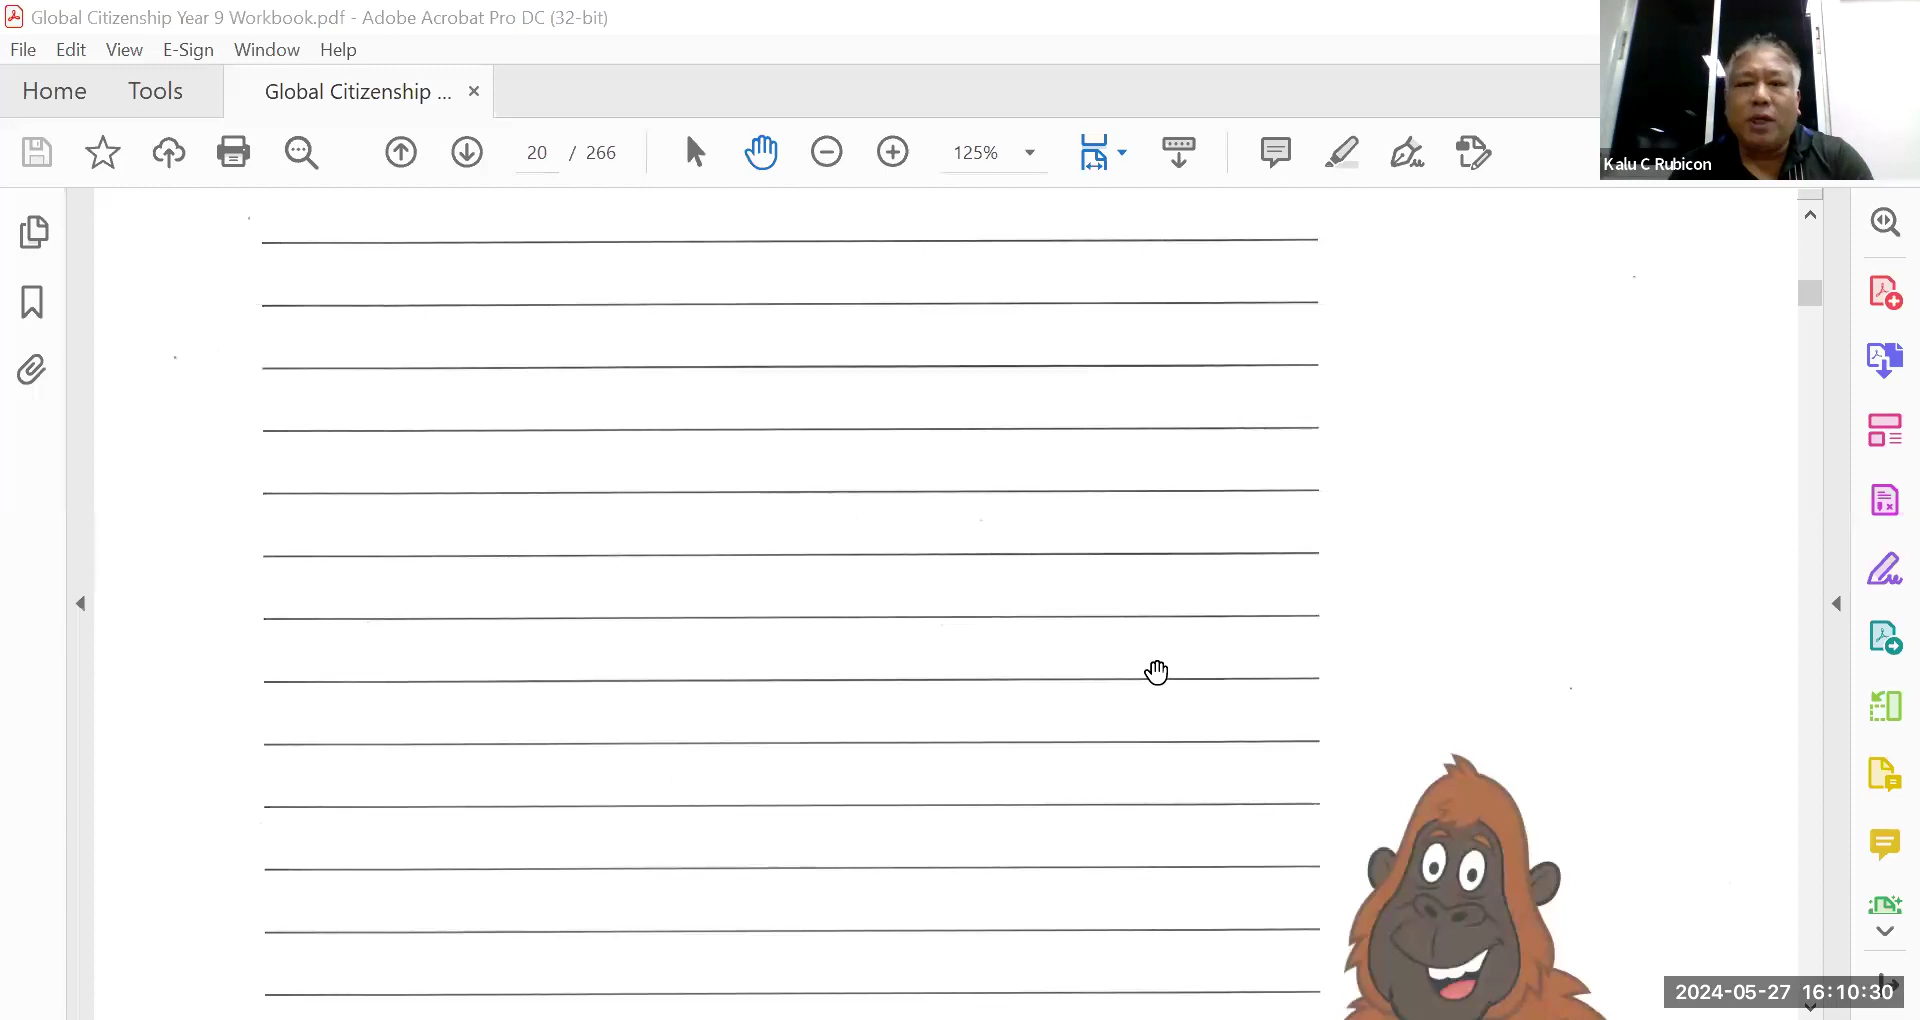 Global Citizenship Year 9 Workbook.pdf - Adobe Acrobat Pro DC (32-bit)
File Edit View E-Sign Window Help
Home Tools Global Citizenship ...
20 / 266 125%
Kalu C Rubicon
2024-05-27 16:10:30